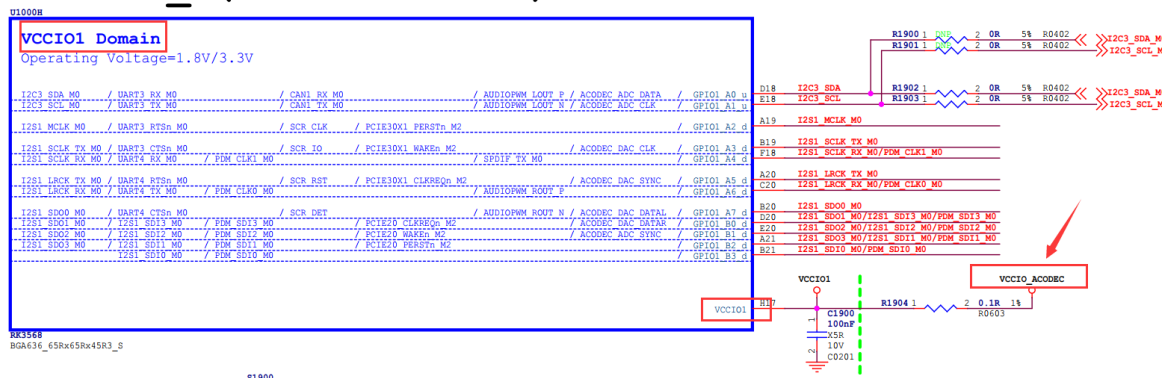 U1000H
VCCIO1 Domain
Operating Voltage=1.8V/3.3V
R1900 1 DNP 2 0R 5% R0402 I2C3_SDA_M
R1901 1 DNP 2 0R 5% R0402 I2C3_SCL_M
I2C3_SDA_M0 / UART3_RX_M0 / CAN1_RX_M0 / AUDIOPWM_LOUT_P / ACODEC_ADC_DATA / GPIO1_A0_u D18 I2C3_SDA R1902 1 2 0R 5% R0402 I2C3_SDA_M
I2C3_SCL_M0 / UART3_TX_M0 / CAN1_TX_M0 / AUDIOPWM_LOUT_N / ACODEC_ADC_CLK / GPIO1_A1_u E18 I2C3_SCL R1903 1 2 0R 5% R0402 I2C3_SCL_M
I2S1_MCLK_M0 / UART3_RTSn_M0 / SCR_CLK / PCIE30X1_PERSTn_M2 / GPIO1_A2_d A19 I2S1_MCLK_M0
I2S1_SCLK_TX_M0 / UART3_CTSn_M0 / SCR_IO / PCIE30X1_WAKEn_M2 / ACODEC_DAC_CLK / GPIO1_A3_d B19 I2S1_SCLK_TX_M0
I2S1_SCLK_RX_M0 / UART4_RX_M0 / PDM_CLK1_M0 / SPDIF_TX_M0 / GPIO1_A4_d F18 I2S1_SCLK_RX_M0/PDM_CLK1_M0
I2S1_LRCK_TX_M0 / UART4_RTSn_M0 / SCR_RST / PCIE30X1_CLKREQn_M2 / ACODEC_DAC_SYNC / GPIO1_A5_d A20 I2S1_LRCK_TX_M0
I2S1_LRCK_RX_M0 / UART4_TX_M0 / PDM_CLK0_M0 / AUDIOPWM_ROUT_P / GPIO1_A6_d C20 I2S1_LRCK_RX_M0/PDM_CLK0_M0
I2S1_SDO0_M0 / UART4_CTSn_M0 / SCR_DET / AUDIOPWM_ROUT_N / ACODEC_DAC_DATAL / GPIO1_A7_d B20 I2S1_SDO0_M0
I2S1_SDO1_M0 / I2S1_SDI3_M0 / PDM_SDI3_M0 / PCIE20_CLKREQn_M2 / ACODEC_DAC_DATAR / GPIO1_B0_d D20 I2S1_SDO1_M0/I2S1_SDI3_M0/PDM_SDI3_M0
I2S1_SDO2_M0 / I2S1_SDI2_M0 / PDM_SDI2_M0 / PCIE20_WAKEn_M2 / ACODEC_ADC_SYNC / GPIO1_B1_d E20 I2S1_SDO2_M0/I2S1_SDI2_M0/PDM_SDI2_M0
I2S1_SDO3_M0 / I2S1_SDI1_M0 / PDM_SDI1_M0 / PCIE20_PERSTn_M2 / GPIO1_B2_d A21 I2S1_SDO3_M0/I2S1_SDI1_M0/PDM_SDI1_M0
I2S1_SDI0_M0 / PDM_SDI0_M0 / GPIO1_B3_d B21 I2S1_SDI0_M0/PDM_SDI0_M0
VCCIO1 VCCIO_ACODEC
VCCIO1 H17 R1904 1 2 0.1R 1%
R0603
C1900
1 100nF
X5R
2 10V
C0201
RK3568
BGA636_65Rx65Rx45R3_S